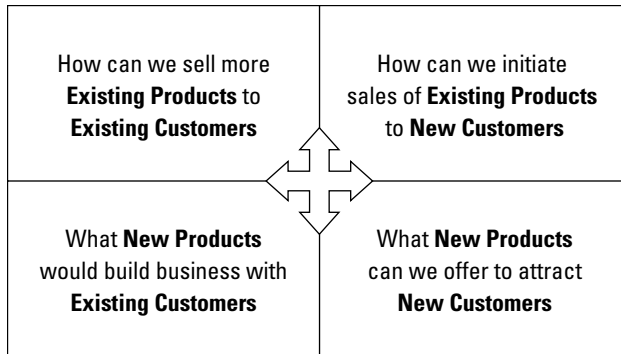 How can we sell more
Existing Products to
Existing Customers
How can we initiate
sales of Existing Products
to New Customers
What New Products
would build business with
Existing Customers
What New Products
can we offer to attract
New Customers